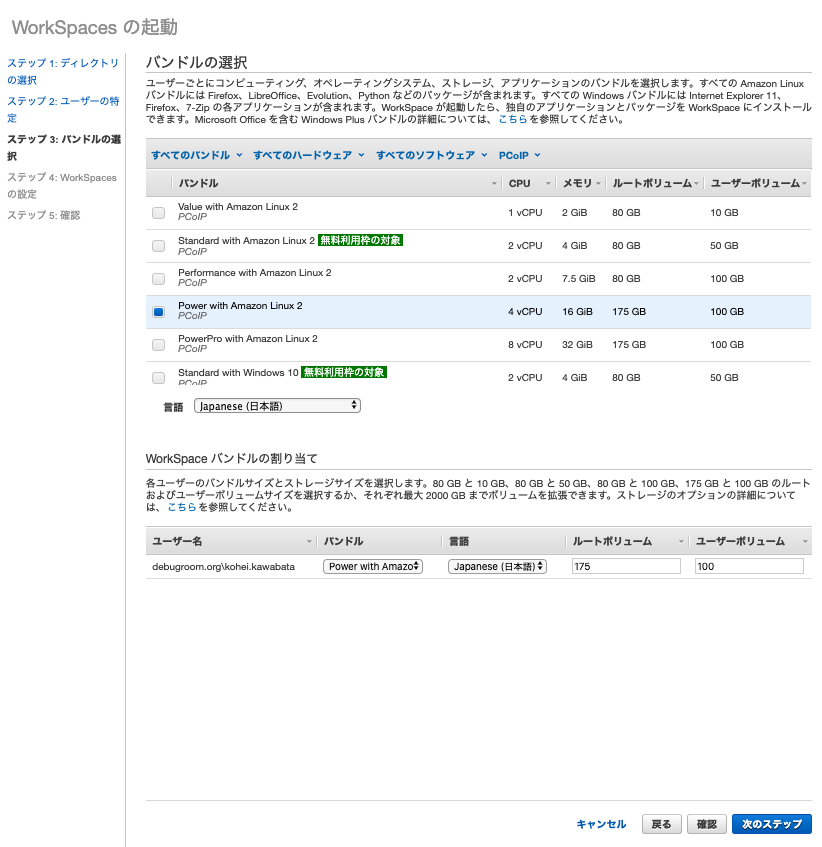 WorkSpaces の起動
ステップ 1: ディレクトリ
の選択
ステップ 2: ユーザーの特
定
ステップ 3: バンドルの選
択
ステップ 4: WorkSpaces
の設定
ステップ 5: 確認
バンドルの選択
ユーザーごとにコンピューティング、オペレーティングシステム、ストレージ、アプリケーションのバンドルを選択します。すべての Amazon Linux
バンドルには Firefox、LibreOffice、Evolution、Python などのパッケージが含まれます。すべての Windows バンドルには Internet Explorer 11、
Firefox、7-Zip の各アプリケーションが含まれます。WorkSpace が起動したら、独自のアプリケーションとパッケージを WorkSpace にインストール
できます。Microsoft Office を含む Windows Plus バンドルの詳細については、こちらを参照してください。
すべてのバンドル すべてのハードウェア すべてのソフトウェア PCoIP
バンドル CPU メモリ ルートボリューム ユーザーボリューム
Value with Amazon Linux 2
PCoIP
1 vCPU 2 GiB 80 GB 10 GB
Standard with Amazon Linux 2 無料利用枠の対象
PCoIP
2 vCPU 4 GiB 80 GB 50 GB
Performance with Amazon Linux 2
PCoIP
2 vCPU 7.5 GiB 80 GB 100 GB
Power with Amazon Linux 2
PCoIP
4 vCPU 16 GiB 175 GB 100 GB
PowerPro with Amazon Linux 2
PCoIP
8 vCPU 32 GiB 175 GB 100 GB
Standard with Windows 10 無料利用枠の対象
PCoIP
2 vCPU 4 GiB 80 GB 50 GB
言語 Japanese (日本語)
WorkSpace バンドルの割り当て
各ユーザーのバンドルサイズとストレージサイズを選択します。80 GB と 10 GB、80 GB と 50 GB、80 GB と 100 GB、175 GB と 100 GB のルート
およびユーザーボリュームサイズを選択するか、それぞれ最大 2000 GB までボリュームを拡張できます。ストレージのオプションの詳細について
は、こちらを参照してください。
ユーザー名 バンドル 言語 ルートボリューム ユーザーボリューム
debugroom.org\kohei.kawabata Power with Amazo Japanese (日本語) 175 100
キャンセル 戻る 確認 次のステップ